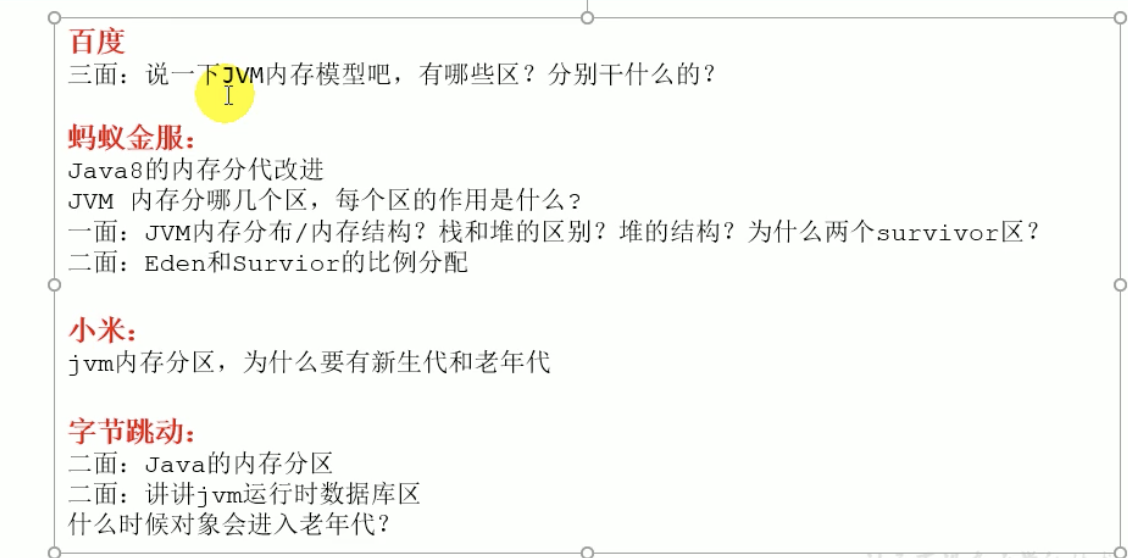 百度
三面：说一下JVM内存模型吧，有哪些区？分别干什么的？
蚂蚁金服：
Java8的内存分代改进
JVM 内存分哪几个区，每个区的作用是什么?
一面：JVM内存分布/内存结构？栈和堆的区别？堆的结构？为什么两个survivor区？
二面：Eden和Survior的比例分配
小米：
jvm内存分区，为什么要有新生代和老年代
字节跳动：
二面：Java的内存分区
二面：讲讲jvm运行时数据库区
什么时候对象会进入老年代？